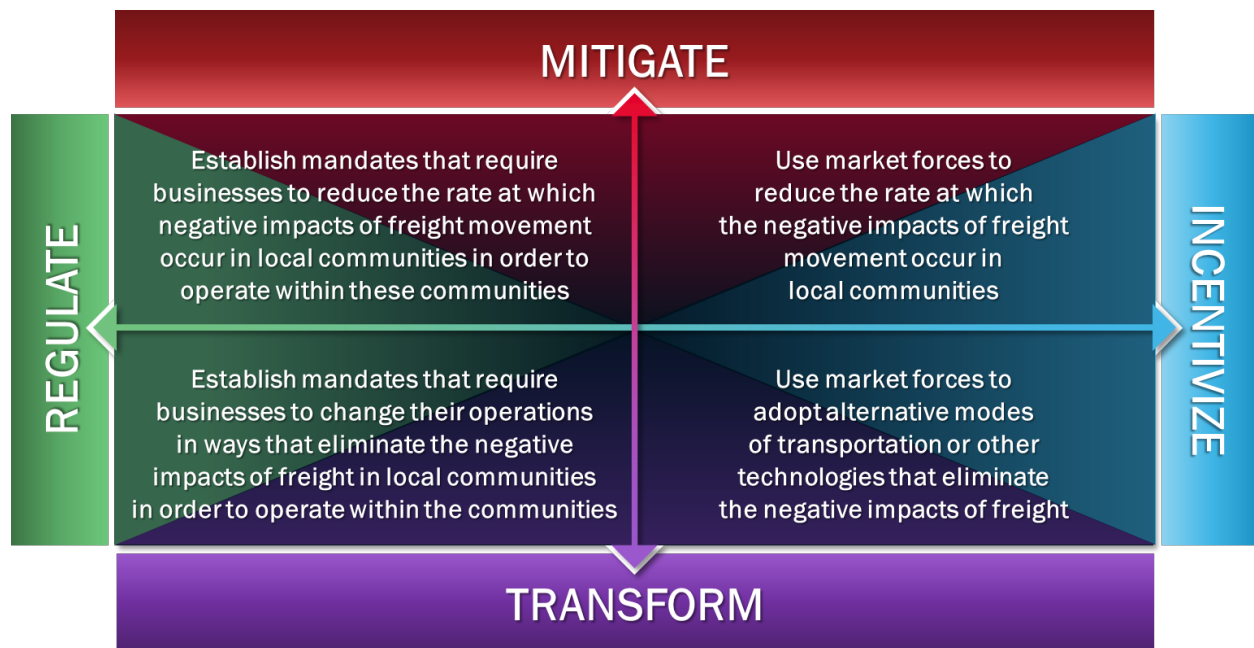 MITIGATE
REGULATE
Establish mandates that require
businesses to reduce the rate at which
negative impacts of freight movement
occur in local communities in order to
operate within these communities
Use market forces to
reduce the rate at which
the negative impacts of freight
movement occur in
local communities
INCENTIVIZE
Establish mandates that require
businesses to change their operations
in ways that eliminate the negative
impacts of freight in local communities
in order to operate within the communities
Use market forces to
adopt alternative modes
of transportation or other
technologies that eliminate
the negative impacts of freight
TRANSFORM